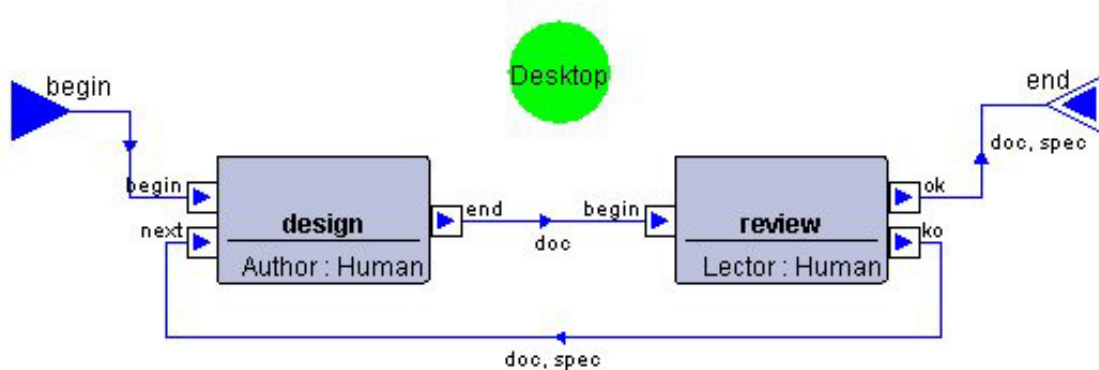 begin
Desktop
end
doc, spec
begin
next
design
Author : Human
end
doc
begin
review
Lector : Human
ok
ko
doc, spec